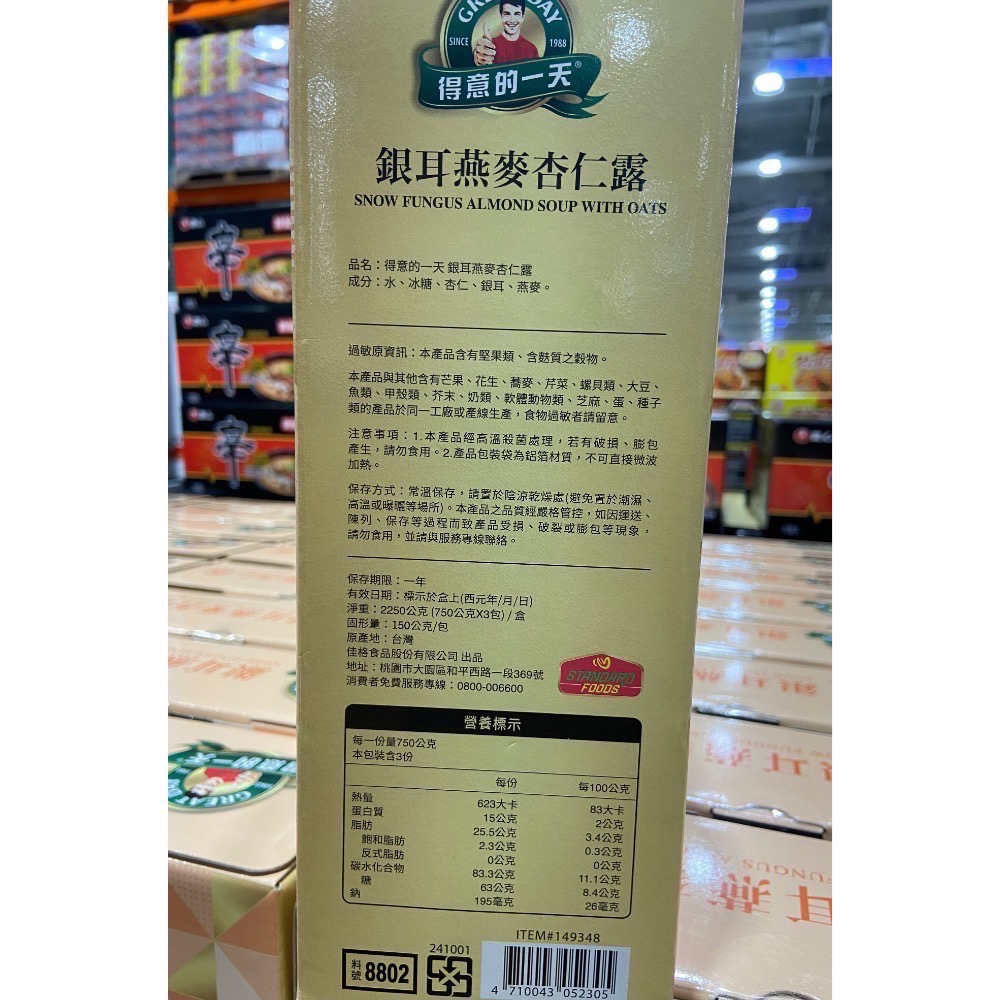 GREAT DAY
SINCE 1988
得意的一天®
銀耳燕麥杏仁露
SNOW FUNGUS ALMOND SOUP WITH OATS
品名：得意的一天 銀耳燕麥杏仁露
成分：水、冰糖、杏仁、銀耳、燕麥。
過敏原資訊：本產品含有堅果類、含麩質之穀物。
本產品與其他含有芒果、花生、蕎麥、芹菜、螺貝類、大豆、
魚類、甲殼類、芥末、奶類、軟體動物類、芝麻、蛋、種子
類的產品於同一工廠或產線生產，食物過敏者請留意。
注意事項：1.本產品經高溫殺菌處理，若有破損、膨包
產生，請勿食用。2.產品包裝袋為鋁箔材質，不可直接微波
加熱。
保存方式：常溫保存，請置於陰涼乾燥處(避免置於潮濕、
高溫或曝曬等場所)。本產品之品質經嚴格管控，如因運送、
陳列、保存等過程而致產品受損、破裂或膨包等現象，
請勿食用，並請與服務專線聯絡。
保存期限：一年
有效日期：標示於盒上(西元年/月/日)
淨重：2250公克 (750公克X3包) / 盒
固形量：150公克/包
原產地：台灣
佳格食品股份有限公司 出品
地址：桃園市大園區和平西路一段369號
消費者免費服務專線：0800-006600
STANDARD
FOODS
營養標示
每一份量750公克
本包裝含3份
每份 每100公克
熱量 623大卡 83大卡
蛋白質 15公克 2公克
脂肪 25.5公克 3.4公克
飽和脂肪 2.3公克 0.3公克
反式脂肪 0公克 0公克
碳水化合物 83.3公克 11.1公克
糖 63公克 8.4公克
鈉 195毫克 26毫克
ITEM#149348
241001
料號 8802
4 710043 052305
辛
辛
辛
GREAT DAY